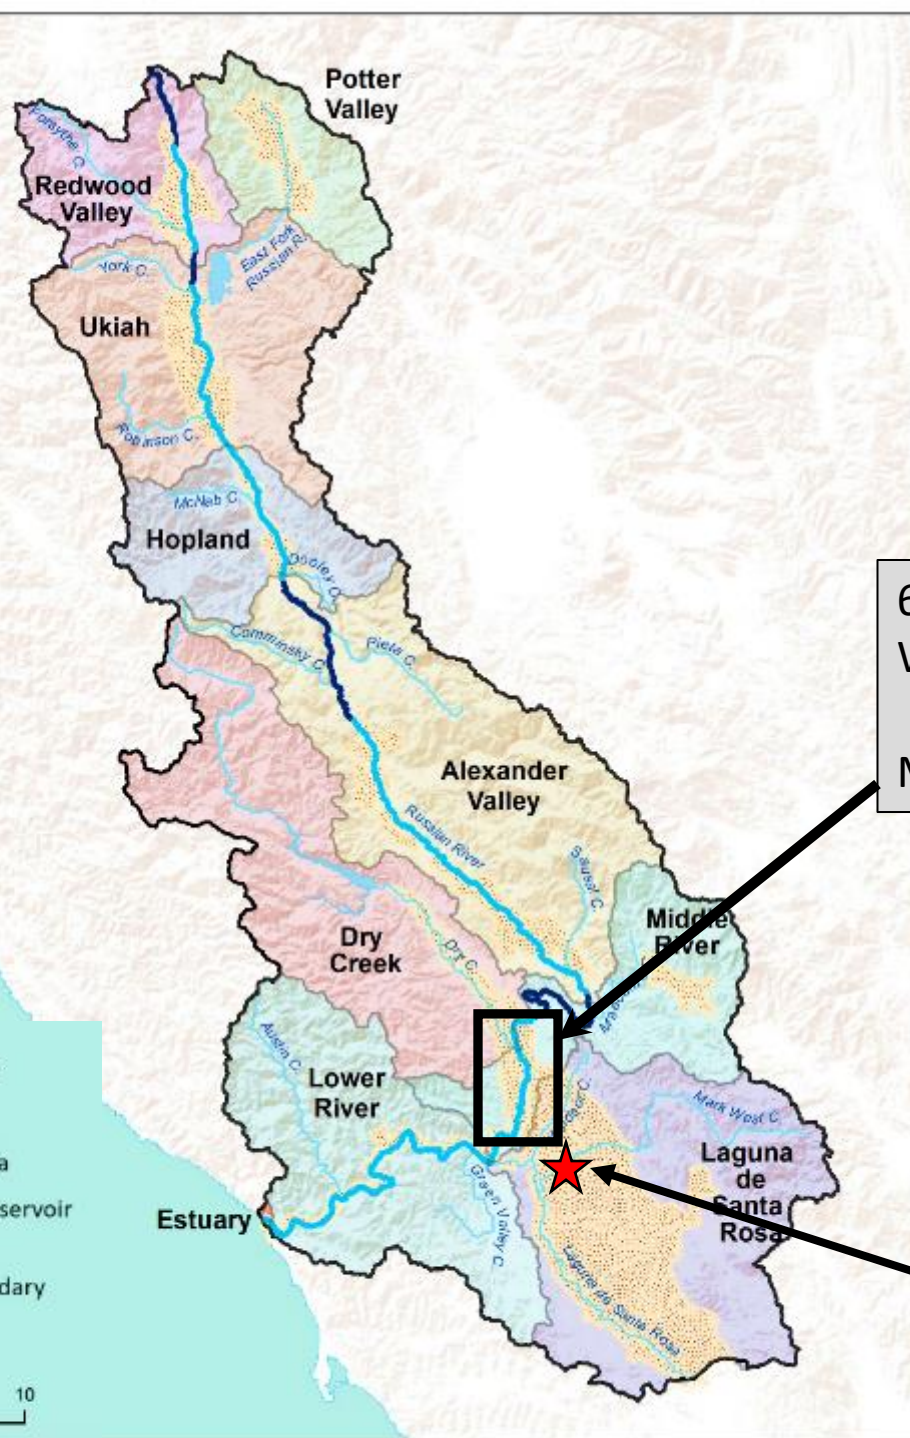 Potter
Valley
Forsythe C.
Redwood
Valley
East Fork
Russian R.
York C.
Ukiah
Robinson C.
McNab C.
Hopland
Dooley C.
6
V
Comminsky C.
Pieta C.
M
Alexander
Valley
Russian River
Sausal C.
Middle
River
Dry
Creek
Dry C.
Austin C.
Lower
River
Mark West C.
Laguna
de
Santa
Rosa
a
servoir
Estuary
Green Valley C.
Laguna de Santa Rosa
dary
10